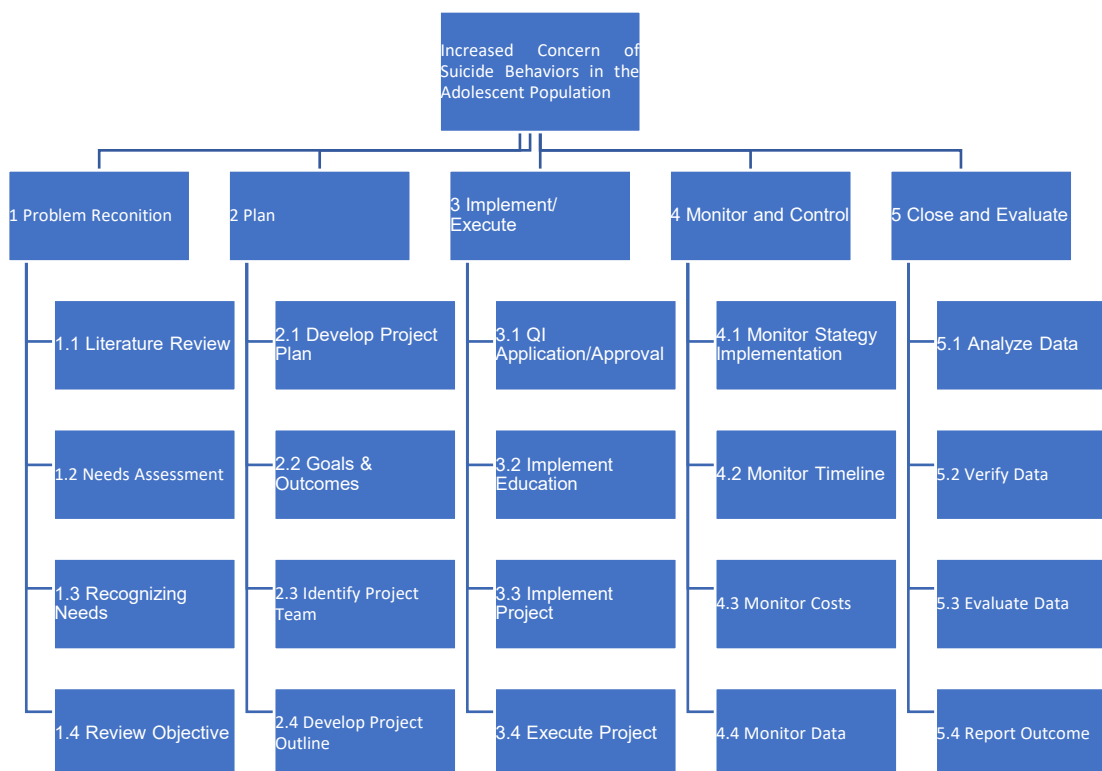 Increased Concern of
Suicide Behaviors in the
Adolescent Population
1 Problem Reconition
2 Plan
3 Implement/
Execute
4 Monitor and Control
5 Close and Evaluate
1.1 Literature Review
2.1 Develop Project
Plan
3.1 QI
Application/Approval
4.1 Monitor Stategy
Implementation
5.1 Analyze Data
1.2 Needs Assessment
2.2 Goals &
Outcomes
3.2 Implement
Education
4.2 Monitor Timeline
5.2 Verify Data
1.3 Recognizing
Needs
2.3 Identify Project
Team
3.3 Implement
Project
4.3 Monitor Costs
5.3 Evaluate Data
1.4 Review Objective
2.4 Develop Project
Outline
3.4 Execute Project
4.4 Monitor Data
5.4 Report Outcome